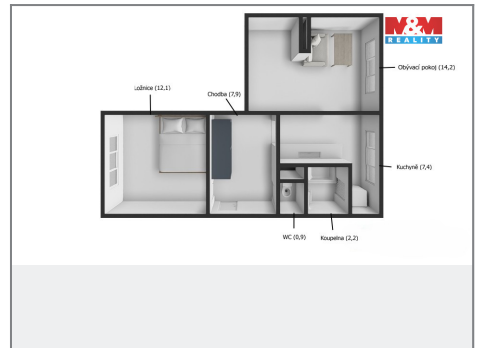 M&M
REALITY
Obývací pokoj (14,2)
Ložnice (12,1)
Chodba (7,9)
Kuchyně (7,4)
WC (0,9)
Koupelna (2,2)